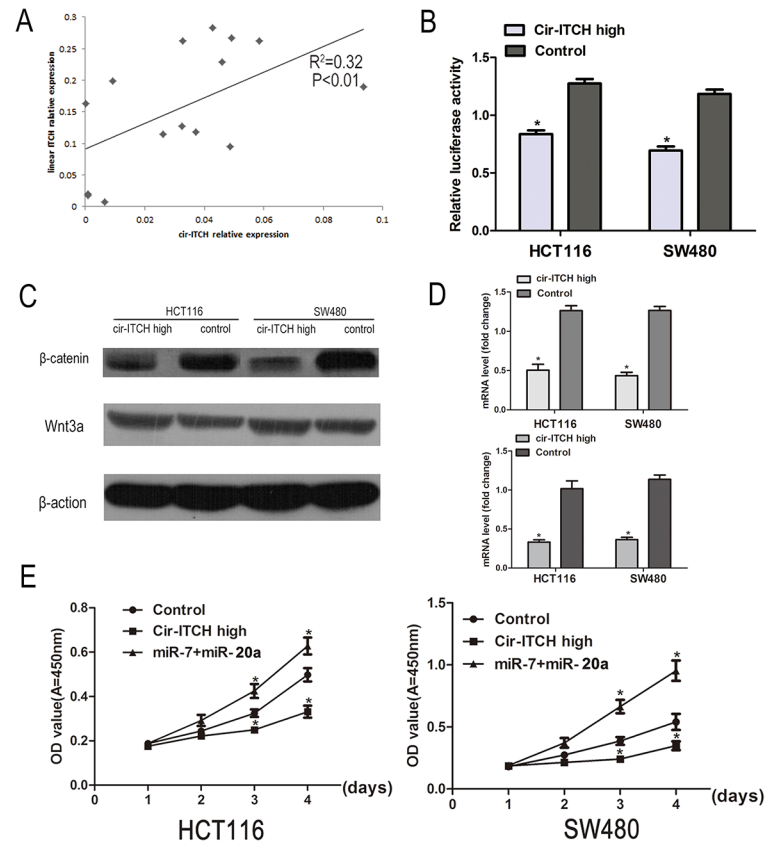 A
0.3
0.25
0.2
0.15
0.1
0.05
0
linear ITCH relative expression
R²=0.32
P<0.01
0
0.02
0.04
0.06
0.08
0.1
cir-ITCH relative expression
B
Cir-ITCH high
Control
Relative luciferase activity
1.5
1.0
0.5
0.0
*
*
HCT116
SW480
C
HCT116
SW480
cir-ITCH high
control
cir-ITCH high
control
β-catenin
Wnt3a
β-action
D
cir-ITCH high
Control
mRNA level (fold change)
1.5
1.0
0.5
0.0
*
*
HCT116
SW480
cir-ITCH high
Control
mRNA level (fold change)
1.5
1.0
0.5
0.0
*
*
HCT116
SW480
E
OD value(A=450nm)
0.8
0.6
0.4
0.2
0.0
Control
Cir-ITCH high
miR-7+miR- 20a
*
*
*
*
0
1
2
3
4
(days)
HCT116
OD value(A=450nm)
1.5
1.0
0.5
0.0
Control
Cir-ITCH high
miR-7+miR- 20a
*
*
*
*
0
1
2
3
4
(days)
SW480